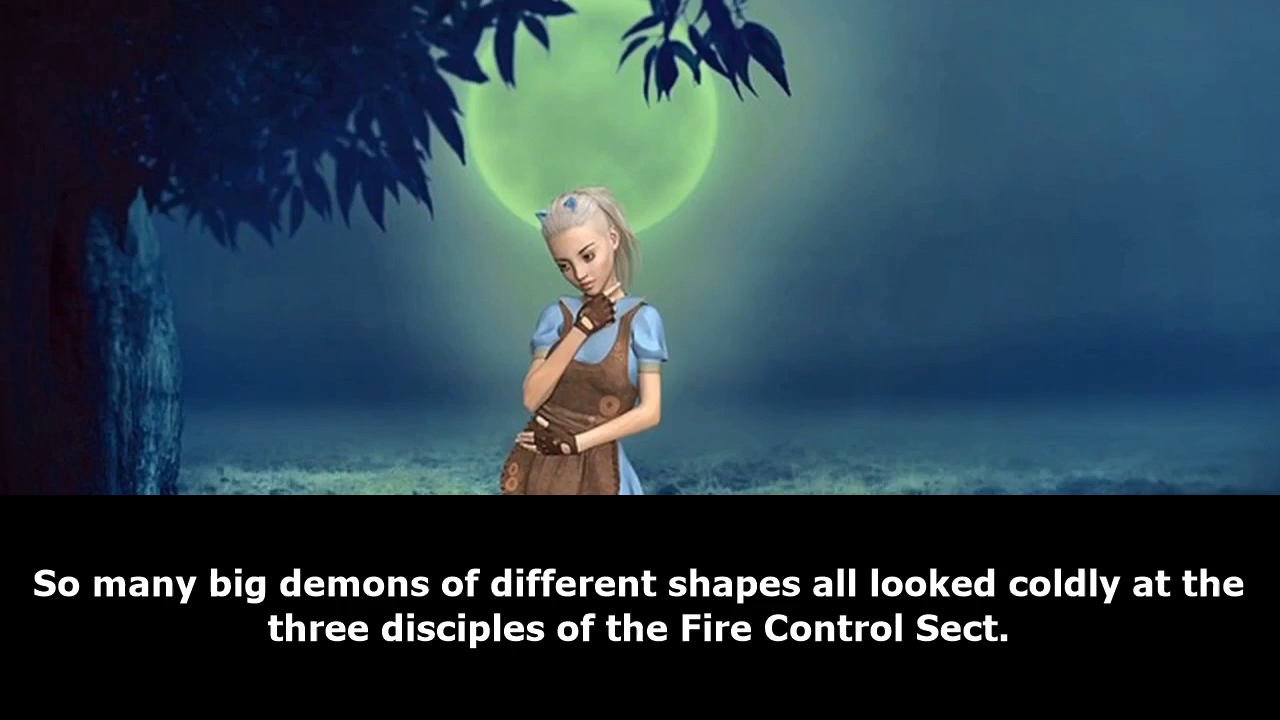 So many big demons of different shapes all looked coldly at the
three disciples of the Fire Control Sect.